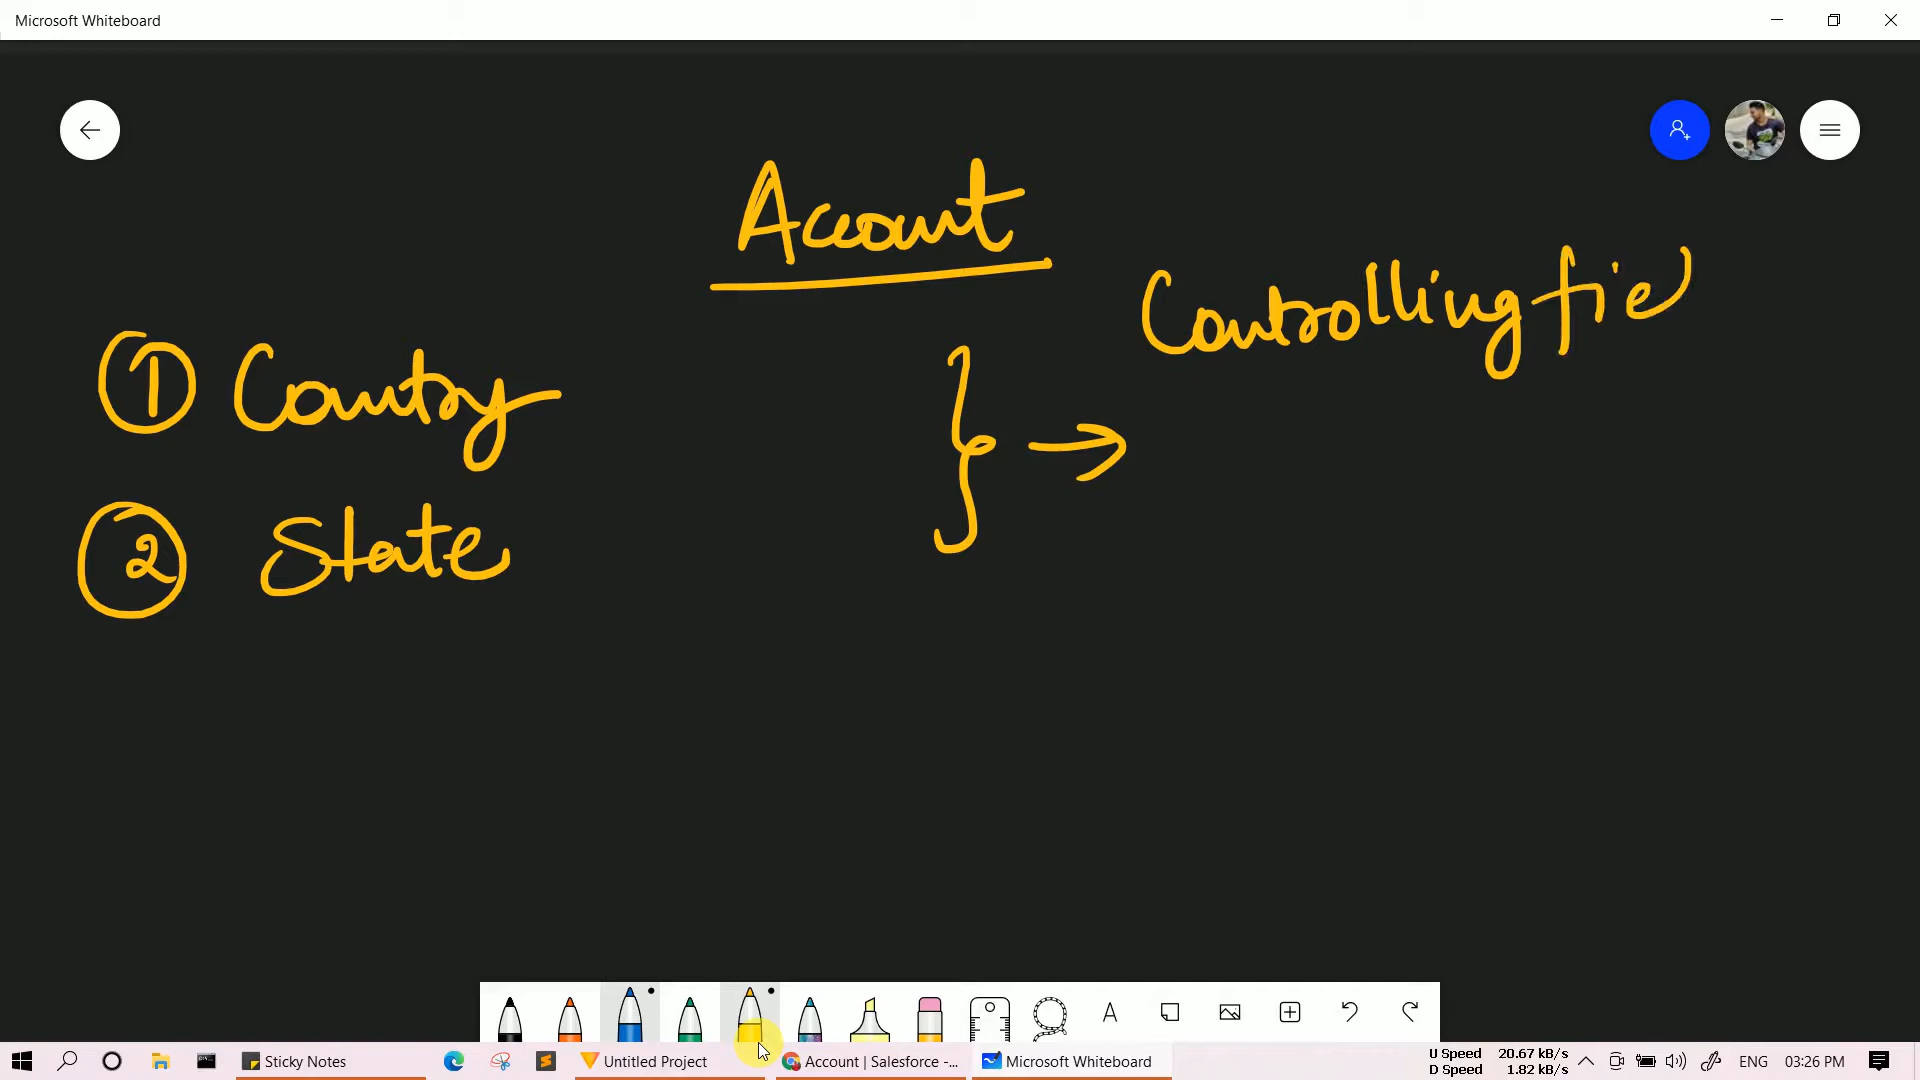 Microsoft Whiteboard
Account
Controlling fie
1 Country
2 State
A
Sticky Notes
Untitled Project
Account | Salesforce -...
Microsoft Whiteboard
U Speed 20.67 kB/s
D Speed 1.82 kB/s
ENG
03:26 PM